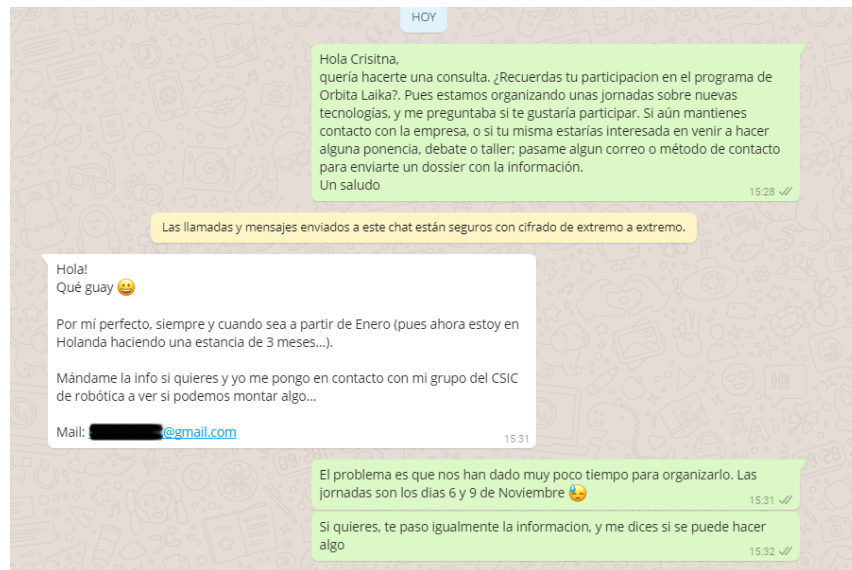 HOY
Hola Crisitna,
quería hacerte una consulta. ¿Recuerdas tu participacion en el programa de
Orbita Laika?. Pues estamos organizando unas jornadas sobre nuevas
tecnologías, y me preguntaba si te gustaría participar. Si aún mantienes
contacto con la empresa, o si tu misma estarías interesada en venir a hacer
alguna ponencia, debate o taller; pasame algun correo o método de contacto
para enviarte un dossier con la información.
Un saludo
15:28
Las llamadas y mensajes enviados a este chat están seguros con cifrado de extremo a extremo.
Hola!
Qué guay 😀
Por mí perfecto, siempre y cuando sea a partir de Enero (pues ahora estoy en
Holanda haciendo una estancia de 3 meses...).
Mándame la info si quieres y yo me pongo en contacto con mi grupo del CSIC
de robótica a ver si podemos montar algo...
Mail: @gmail.com
15:31
El problema es que nos han dado muy poco tiempo para organizarlo. Las
jornadas son los dias 6 y 9 de Noviembre 😓
15:31
Si quieres, te paso igualmente la informacion, y me dices si se puede hacer
algo
15:32